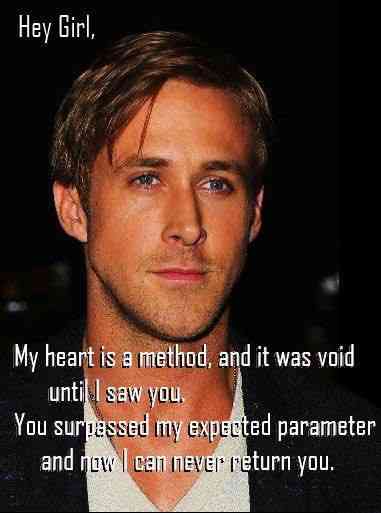 Hey Girl,
My heart is a method, and it was void
until I saw you.
You surpassed my expected parameter
and now I can never return you.